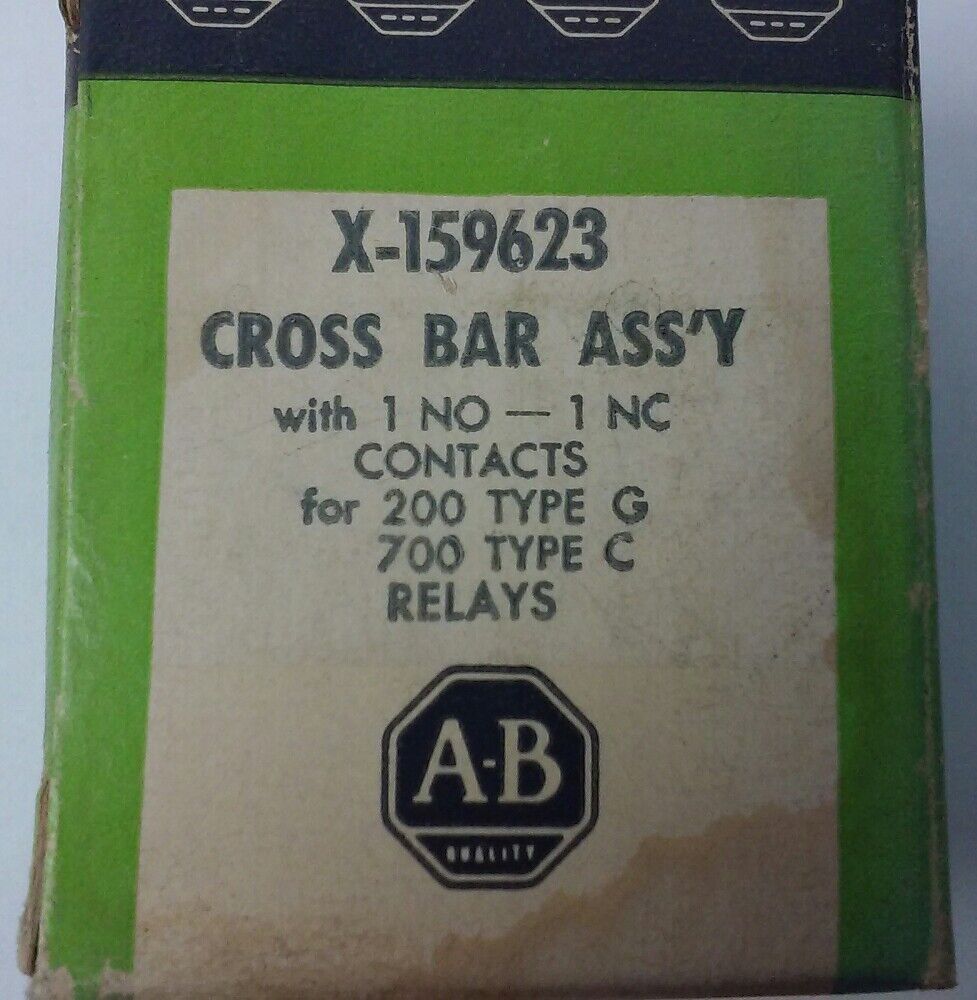 X-159623
CROSS BAR ASS'Y
with 1 NO — 1 NC
CONTACTS
for 200 TYPE G
700 TYPE C
RELAYS
A-B
QUALITY